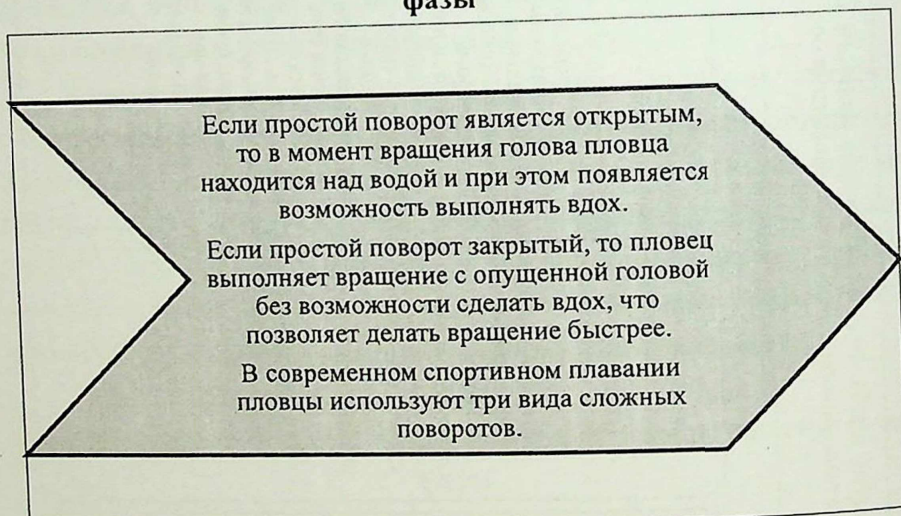 фазы
Если простой поворот является открытым,
то в момент вращения голова пловца
находится над водой и при этом появляется
возможность выполнять вдох.
Если простой поворот закрытый, то пловец
выполняет вращение с опущенной головой
без возможности сделать вдох, что
позволяет делать вращение быстрее.
В современном спортивном плавании
пловцы используют три вида сложных
поворотов.